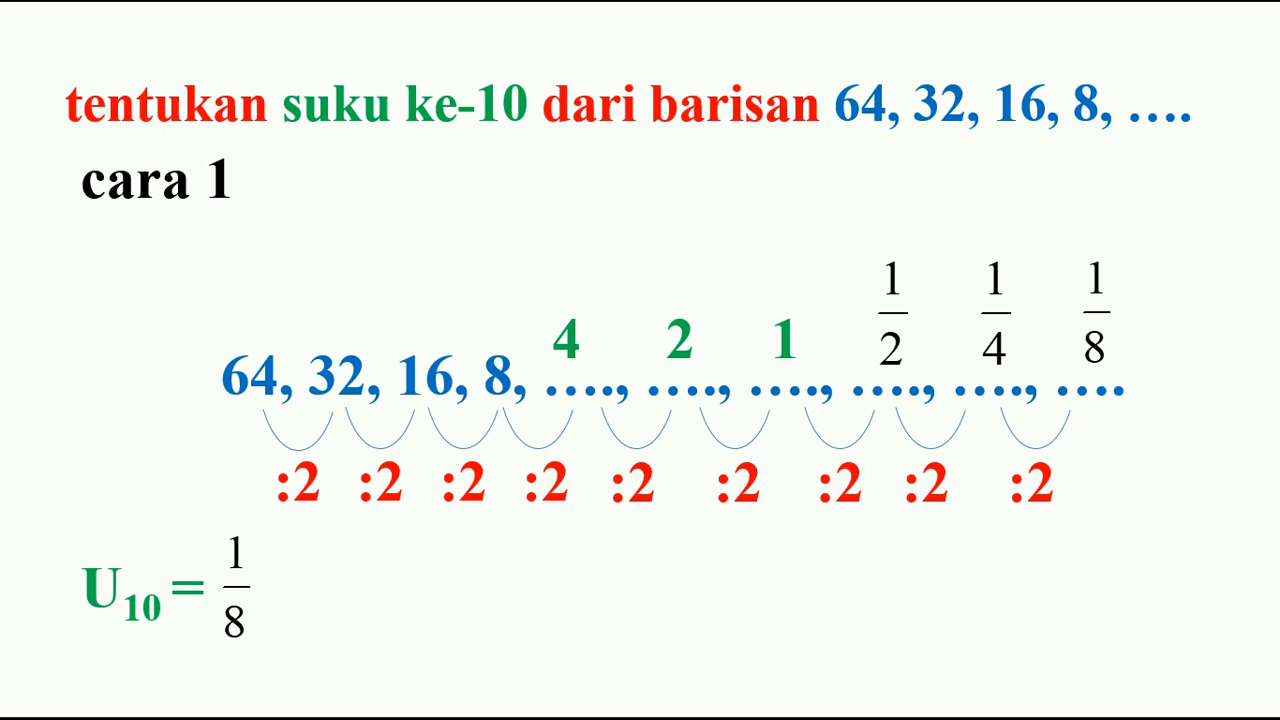 tentukan suku ke-10 dari barisan 64, 32, 16, 8, ….
cara 1
4 2 1 1/2 1/4 1/8
64, 32, 16, 8, …., …., …., …., …., ….
:2 :2 :2 :2 :2 :2 :2 :2 :2
U10 = 1/8